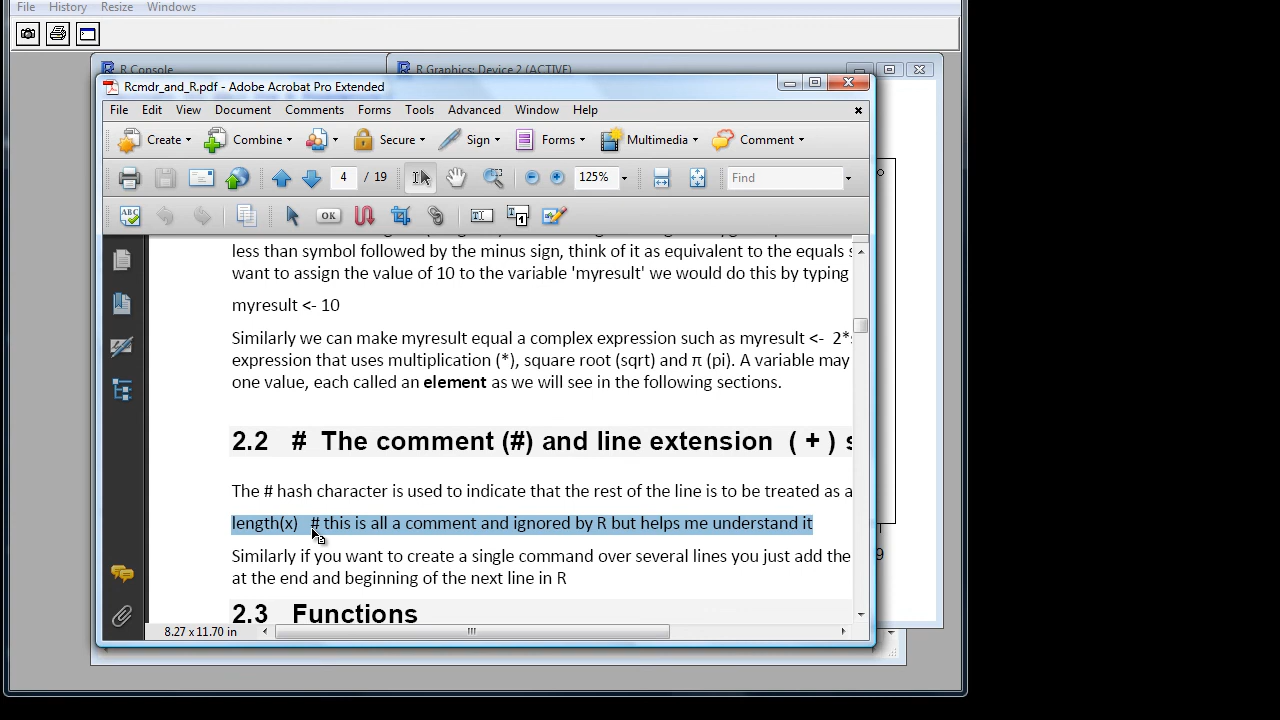 File History Resize Windows
R Console
R Graphics: Device 2 (ACTIVE)
Rcmdr_and_R.pdf - Adobe Acrobat Pro Extended
File Edit View Document Comments Forms Tools Advanced Window Help
Create Combine Secure Sign Forms Multimedia Comment
4 / 19 125% Find
ABC OK 1
less than symbol followed by the minus sign, think of it as equivalent to the equals s
want to assign the value of 10 to the variable 'myresult' we would do this by typing
myresult <- 10
Similarly we can make myresult equal a complex expression such as myresult <- 2*
expression that uses multiplication (*), square root (sqrt) and π (pi). A variable may
one value, each called an element as we will see in the following sections.
2.2 # The comment (#) and line extension ( + ) s
The # hash character is used to indicate that the rest of the line is to be treated as a
length(x) # this is all a comment and ignored by R but helps me understand it
Similarly if you want to create a single command over several lines you just add the
9
at the end and beginning of the next line in R
2.3 Functions
8.27 x 11.70 in